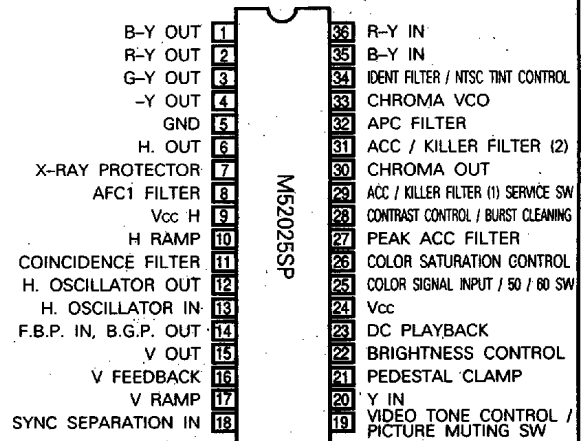 B-Y OUT 1
R-Y OUT 2
G-Y OUT 3
-Y OUT 4
GND 5
H. OUT 6
X-RAY PROTECTOR 7
AFC1 FILTER 8
Vcc H 9
H RAMP 10
COINCIDENCE FILTER 11
H. OSCILLATOR OUT 12
H. OSCILLATOR IN 13
F.B.P. IN, B.G.P. OUT 14
V OUT 15
V FEEDBACK 16
V RAMP 17
SYNC SEPARATION IN 18
M52025SP
36 R-Y IN
35 B-Y IN
34 IDENT FILTER / NTSC TINT CONTROL
33 CHROMA VCO
32 APC FILTER
31 ACC / KILLER FILTER (2)
30 CHROMA OUT
29 ACC / KILLER FILTER (1) SERVICE SW
28 CONTRAST CONTROL / BURST CLEANING
27 PEAK ACC FILTER
26 COLOR SATURATION CONTROL
25 COLOR SIGNAL INPUT / 50 / 60 SW
24 Vcc
23 DC PLAYBACK
22 BRIGHTNESS CONTROL
21 PEDESTAL CLAMP
20 Y IN
19 VIDEO TONE CONTROL /
PICTURE MUTING SW